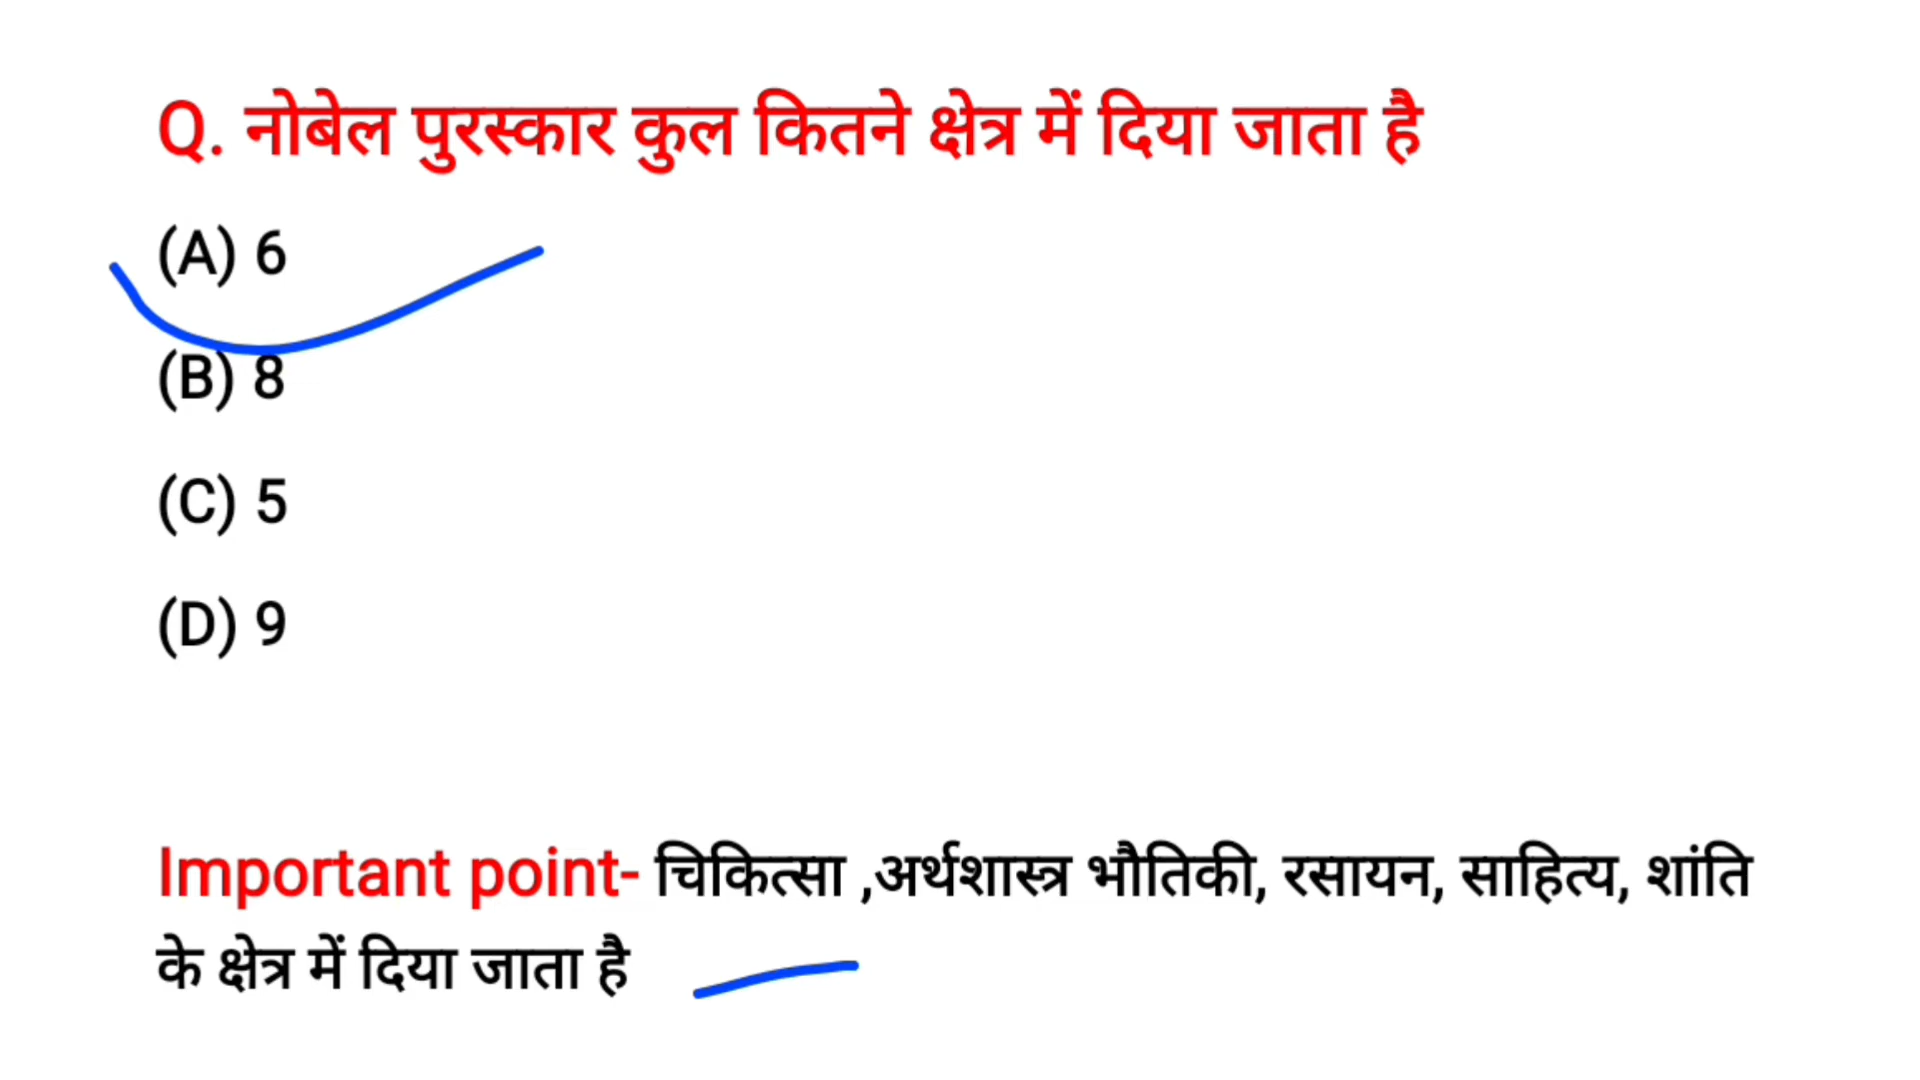 Q. नोबेल पुरस्कार कुल कितने क्षेत्र में दिया जाता है
(A) 6
(B) 8
(C) 5
(D) 9
Important point- चिकित्सा ,अर्थशास्त्र भौतिकी, रसायन, साहित्य, शांति
के क्षेत्र में दिया जाता है